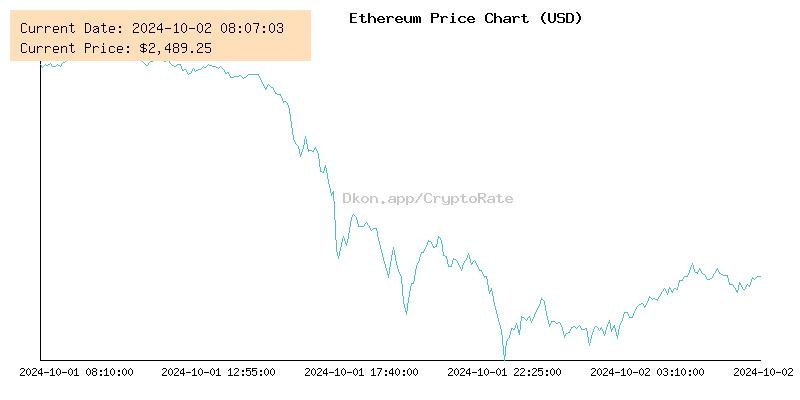 Ethereum Price Chart (USD)
Current Date: 2024-10-02 08:07:03
Current Price: $2,489.25
Dkon.app/CryptoRate
2024-10-01 08:10:00 2024-10-01 12:55:00 2024-10-01 17:40:00 2024-10-01 22:25:00 2024-10-02 03:10:00 2024-10-02